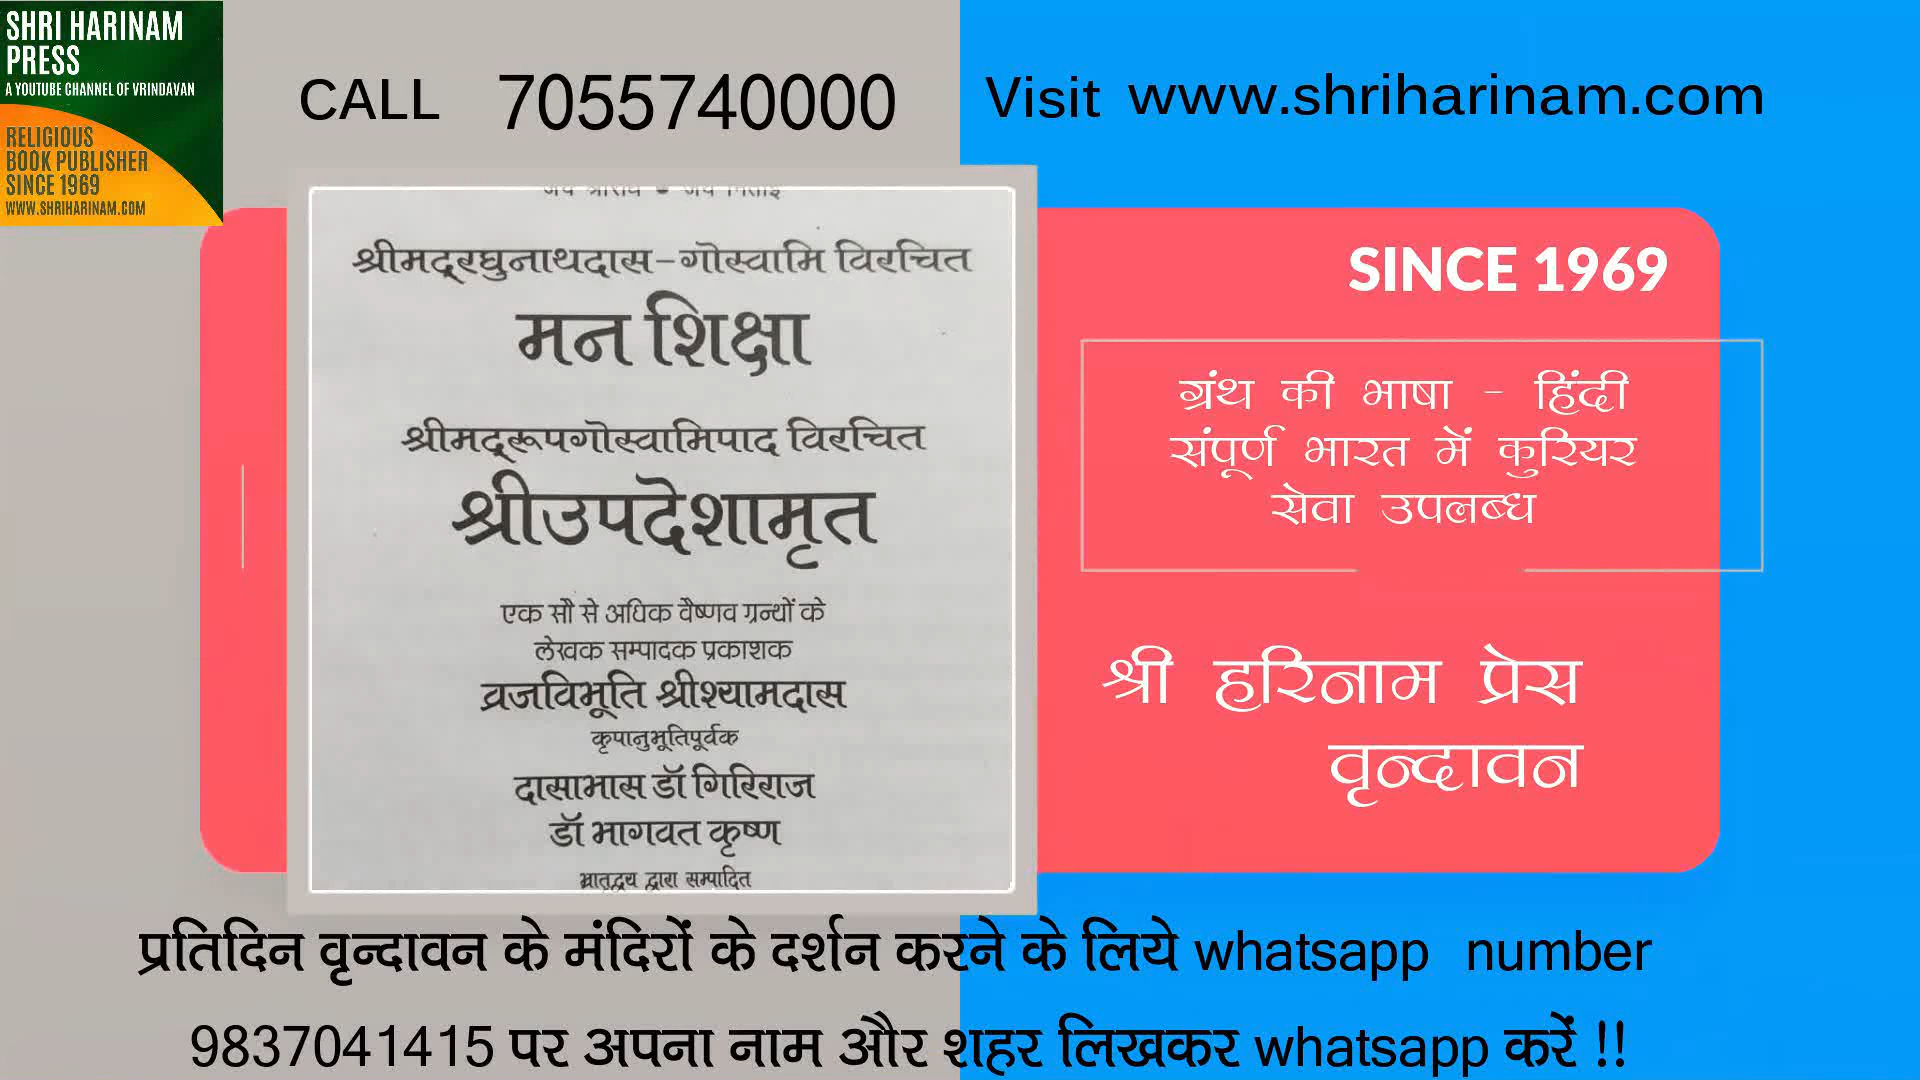 SHRI HARINAM
PRESS
A YOUTUBE CHANNEL OF VRINDAVAN
RELIGIOUS
BOOK PUBLISHER
SINCE 1969
WWW.SHRIHARINAM.COM
CALL 7055740000
Visit www.shriharinam.com
श्रीमद्रघुनाथदास-गोस्वामि विरचित
मन शिक्षा
श्रीमद्रूपगोस्वामिपाद विरचित
श्रीउपदेशामृत
एक सौ से अधिक वैष्णव ग्रन्थों के
लेखक सम्पादक प्रकाशक
व्रजविभूति श्रीश्यामदास
कृपानुभूतिपूर्वक
दासाभास डॉ गिरिराज
डॉ भागवत कृष्ण
भ्रातृद्वय द्वारा सम्पादित
SINCE 1969
ग्रंथ की भाषा - हिंदी
संपूर्ण भारत में कुरियर
सेवा उपलब्ध
श्री हरिनाम प्रेस
वृन्दावन
प्रतिदिन वृन्दावन के मंदिरों के दर्शन करने के लिये whatsapp number
9837041415 पर अपना नाम और शहर लिखकर whatsapp करें !!